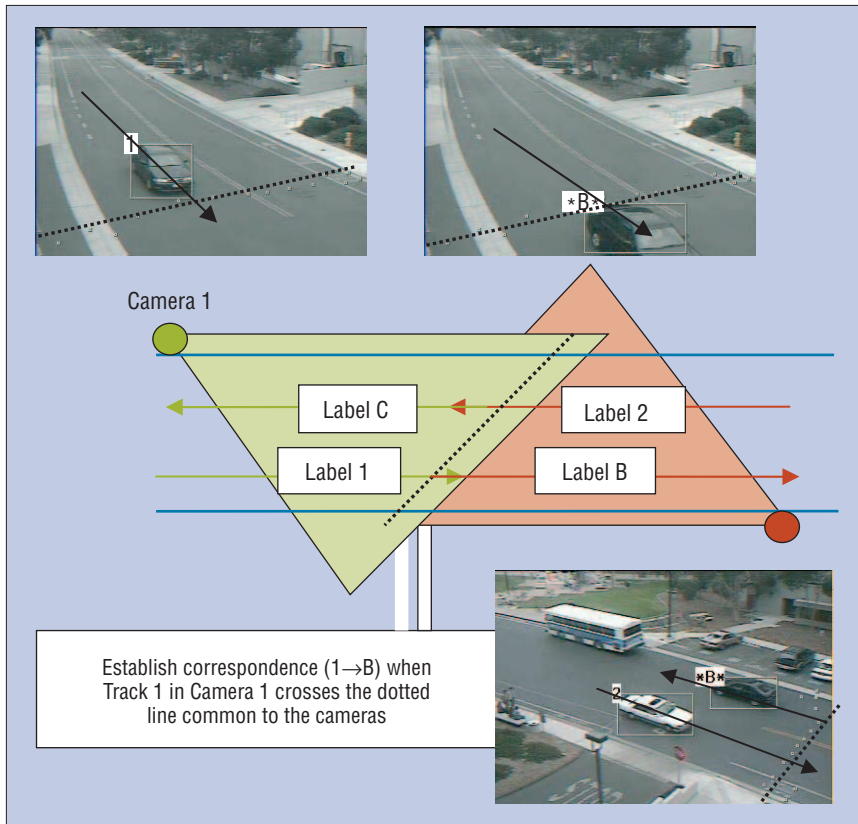 1
*B*
Camera 1
Label C
Label 2
Label 1
Label B
Establish correspondence (1→B) when
Track 1 in Camera 1 crosses the dotted
line common to the cameras
*B*
2
STOP